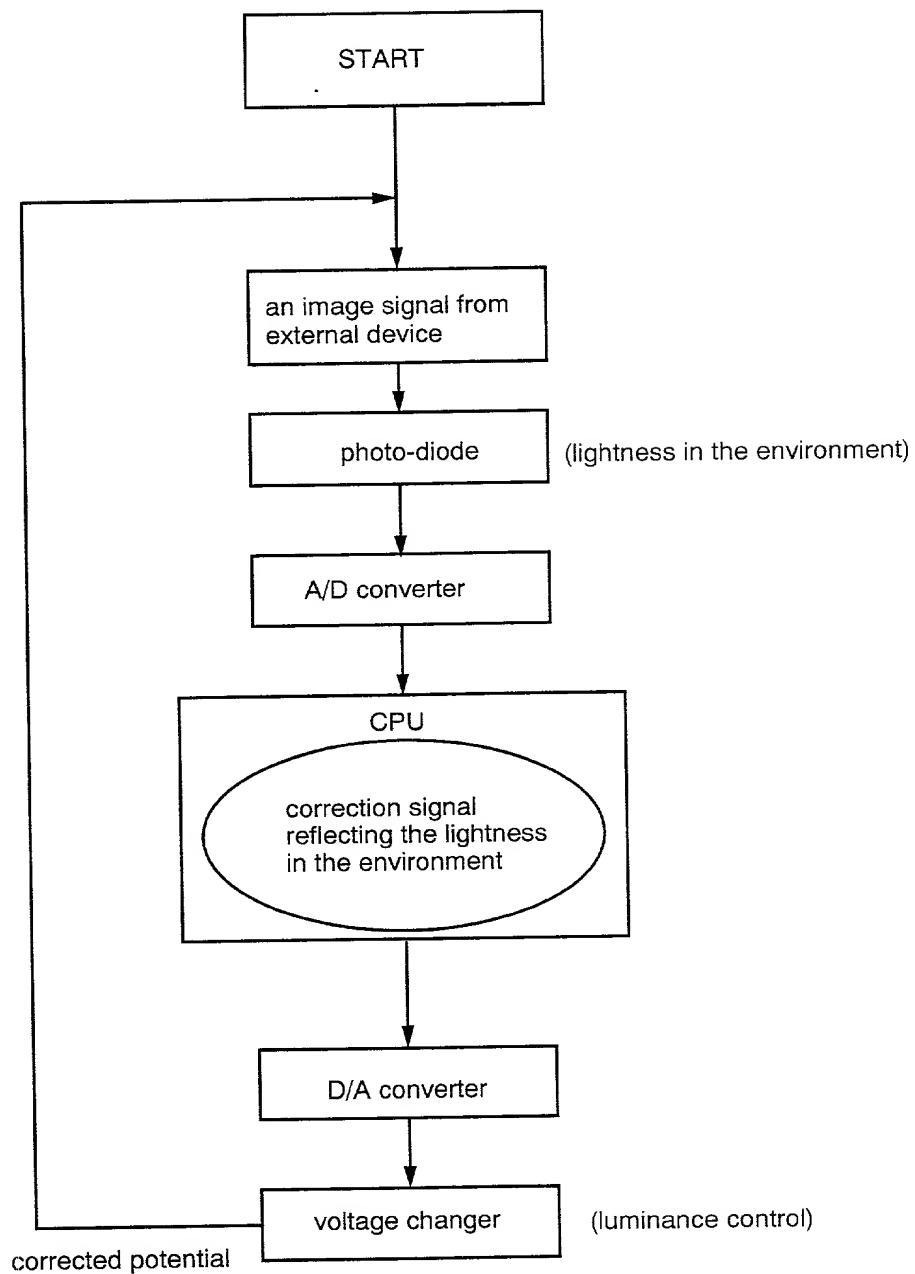 START
an image signal from
external device
photo-diode
(lightness in the environment)
A/D converter
CPU
correction signal
reflecting the lightness
in the environment
D/A converter
voltage changer
(luminance control)
corrected potential